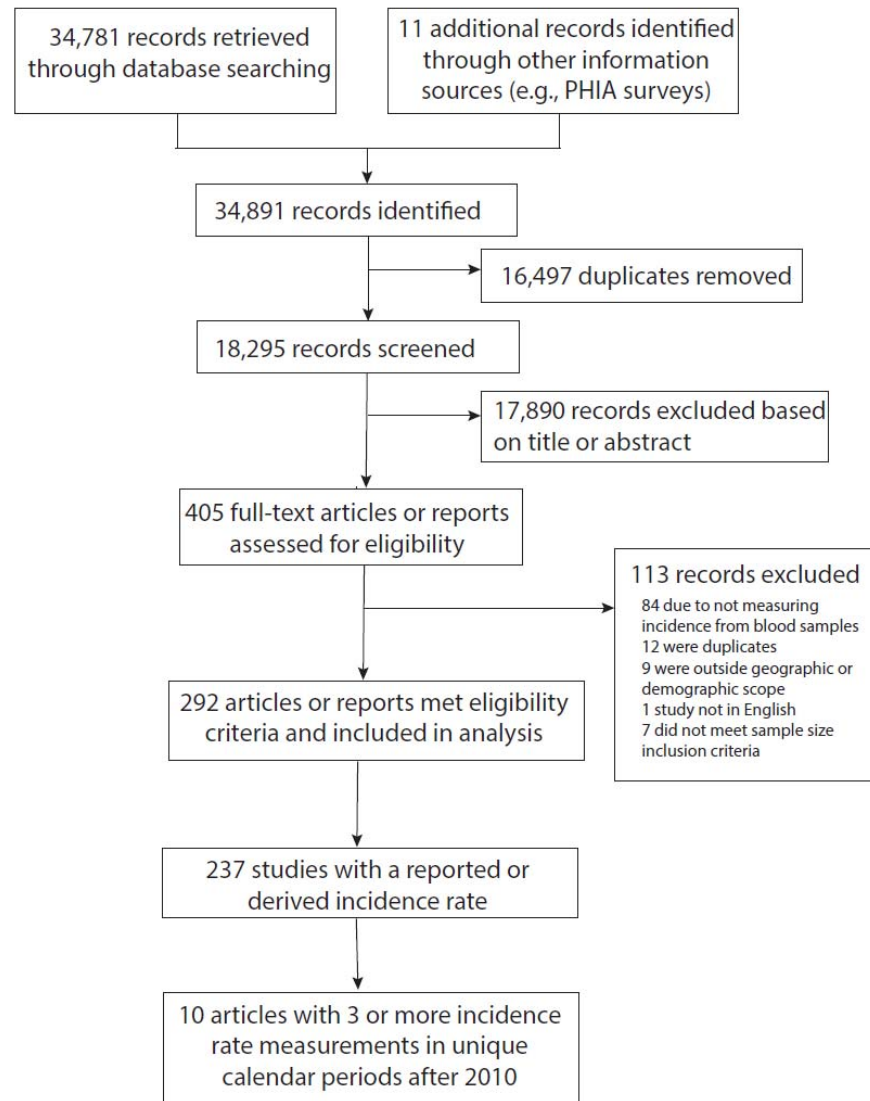 34,781 records retrieved
through database searching
11 additional records identified
through other information
sources (e.g., PHIA surveys)
34,891 records identified
16,497 duplicates removed
18,295 records screened
17,890 records excluded based
on title or abstract
405 full-text articles or reports
assessed for eligibility
113 records excluded
84 due to not measuring
incidence from blood samples
12 were duplicates
9 were outside geographic or
demographic scope
1 study not in English
7 did not meet sample size
inclusion criteria
292 articles or reports met eligibility
criteria and included in analysis
237 studies with a reported or
derived incidence rate
10 articles with 3 or more incidence
rate measurements in unique
calendar periods after 2010